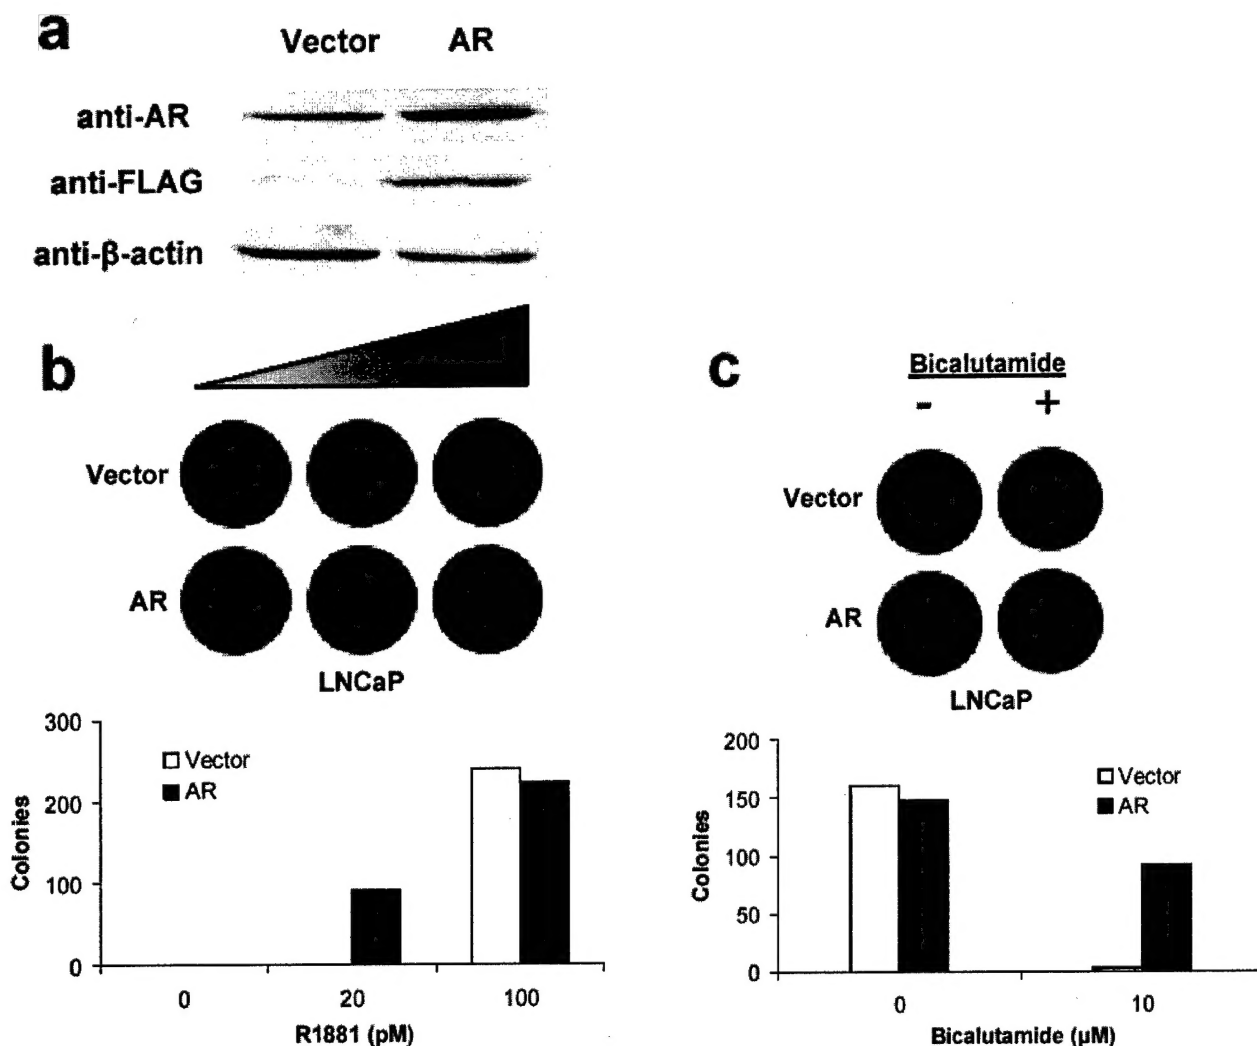 a
Vector AR
anti-AR
anti-FLAG
anti-β-actin
b
Vector
AR
LNCaP
300
200
100
0
Vector
AR
Colonies
0 20 100
R1881 (pM)
c
Bicalutamide
- +
Vector
AR
LNCaP
200
150
100
50
0
Vector
AR
Colonies
0 10
Bicalutamide (µM)